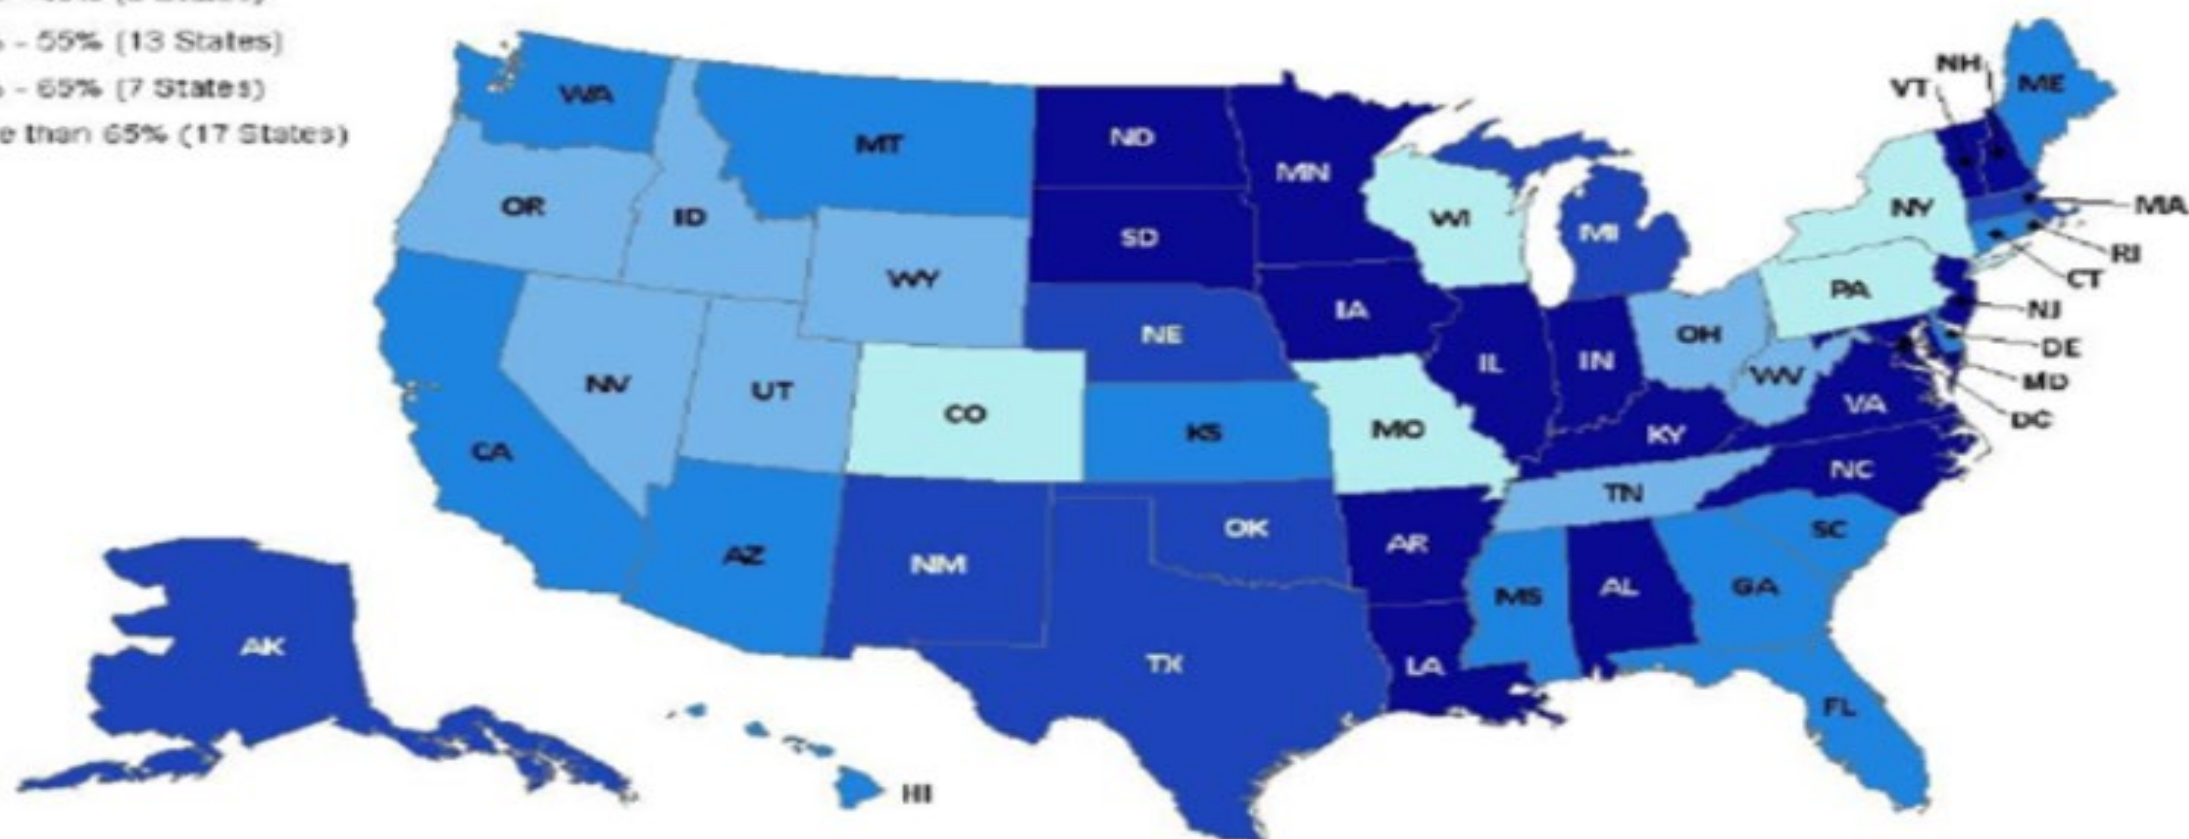 - 55% (13 States)
- 65% (7 States)
than 65% (17 States)
NH
VT
ME
WA
MT
ND
MN
OR
ID
SD
WI
MI
NY
MA
RI
CT
WY
IA
PA
NJ
NE
OH
DE
NV
UT
IL
IN
WV
MD
CO
VA
DC
KS
MO
KY
CA
NC
TN
OK
SC
AZ
NM
AR
MS
AL
GA
AK
TX
LA
FL
HI